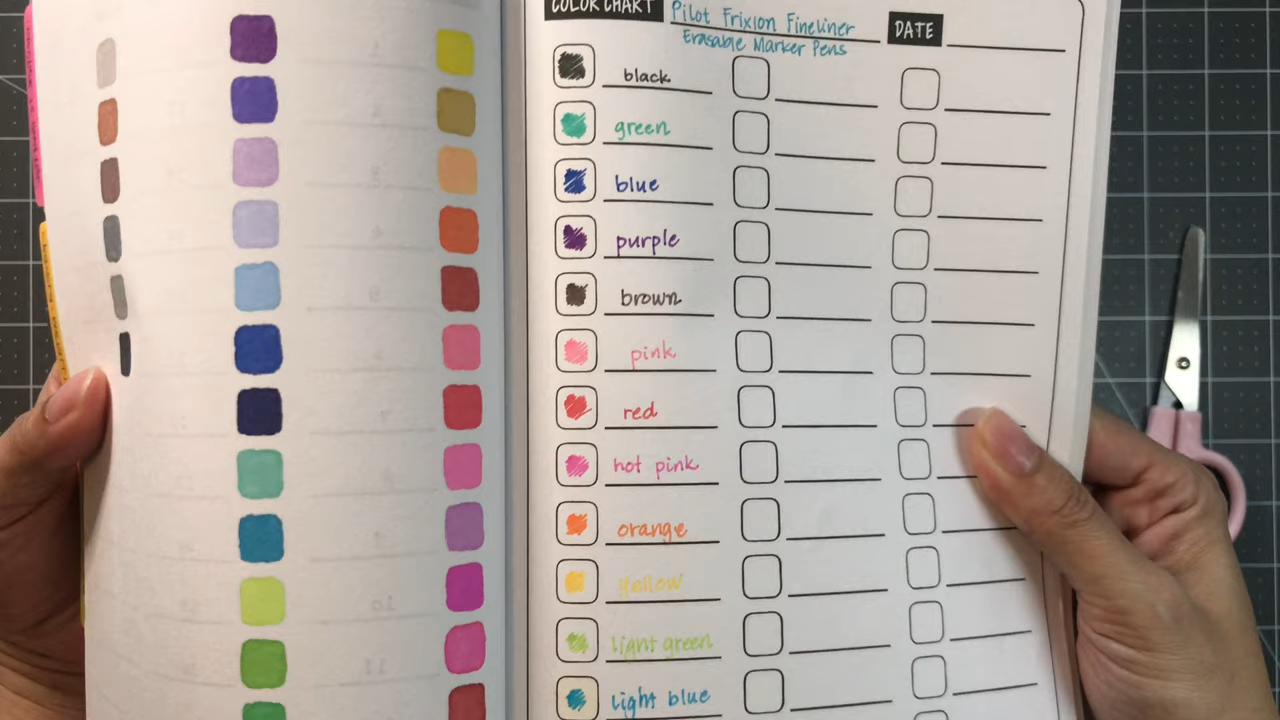 COLOR CHART
Pilot Frixion Fineliner
Erasable Marker Pens
DATE
black
green
blue
purple
brown
pink
red
hot pink
orange
yellow
light green
light blue